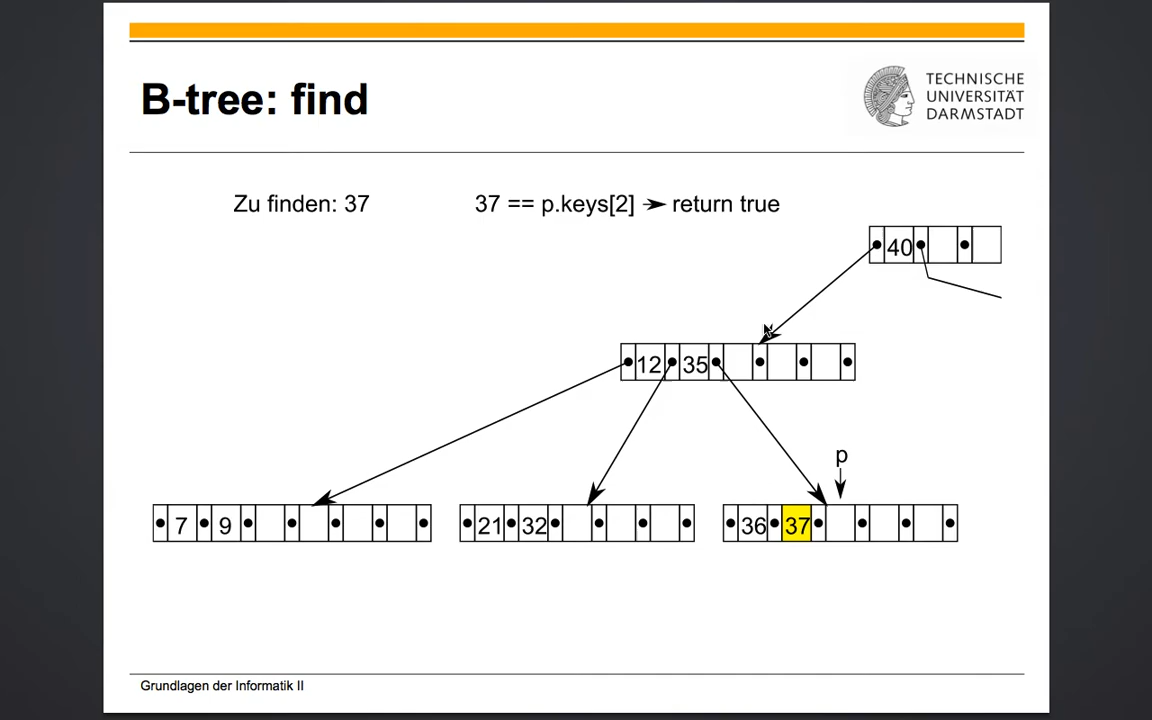 B-tree: find
TECHNISCHE
UNIVERSITÄT
DARMSTADT
Zu finden: 37
37 == p.keys[2] → return true
40
12 35
p
7 9
21 32
36 37
Grundlagen der Informatik II